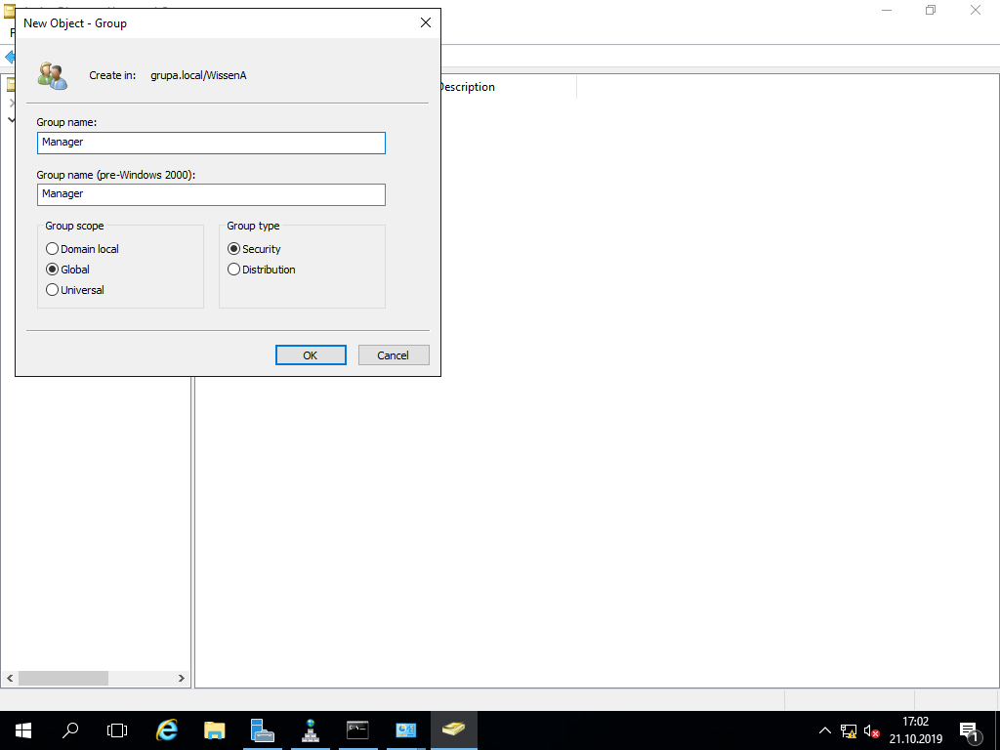 New Object - Group
Create in: grupa.local/WissenA
Description
Group name:
Manager
Group name (pre-Windows 2000):
Manager
Group scope
Group type
Domain local
Security
Global
Distribution
Universal
OK
Cancel
17:02
21.10.2019
1